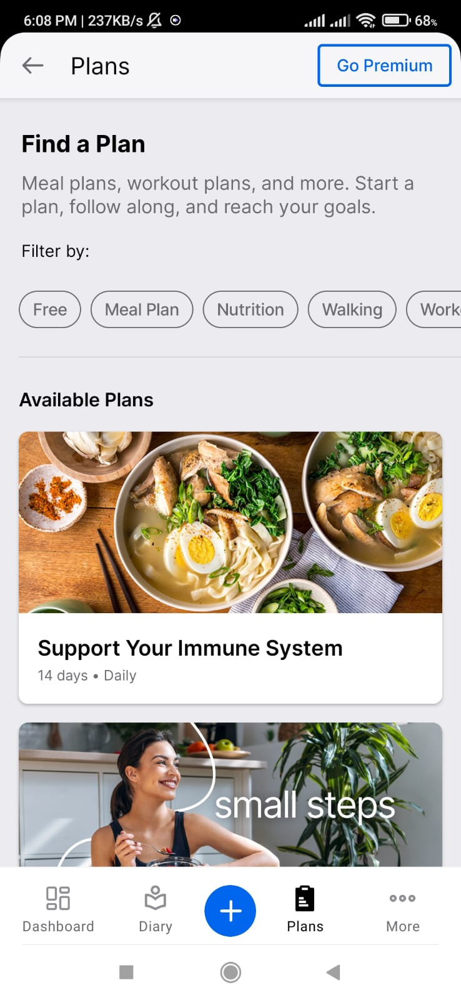 6:08 PM | 237KB/s
68%
Plans
Go Premium
Find a Plan
Meal plans, workout plans, and more. Start a
plan, follow along, and reach your goals.
Filter by:
Free
Meal Plan
Nutrition
Walking
Work
Available Plans
Support Your Immune System
14 days • Daily
small steps
Dashboard
Diary
Plans
More